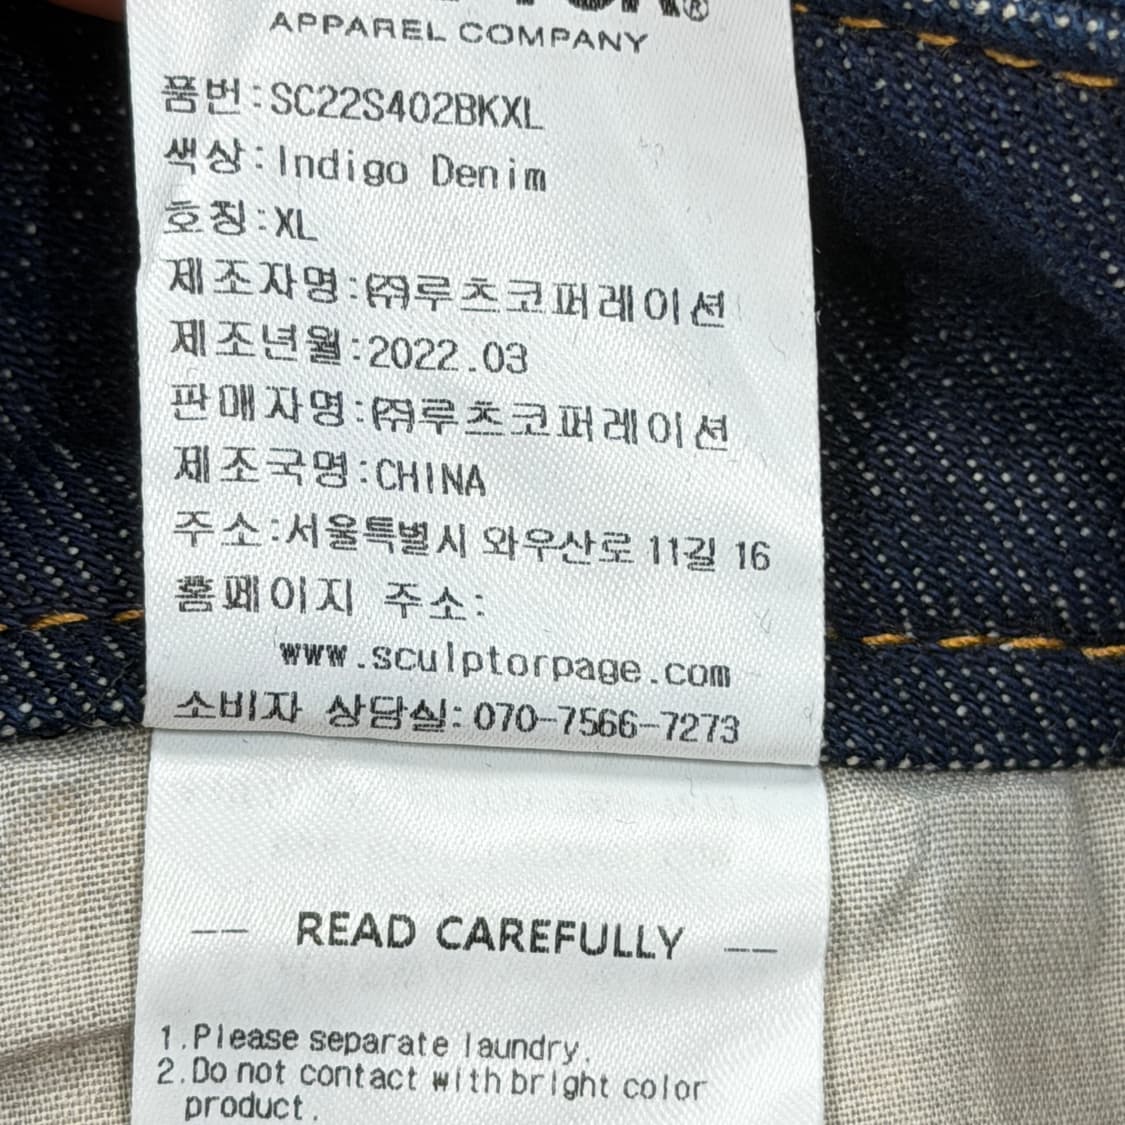 APPAREL COMPANY
품번:SC22S402BKXL
색상:Indigo Denim
호칭:XL
제조자명:㈜루츠코퍼레이션
제조년월:2022.03
판매자명:㈜루츠코퍼레이션
제조국명:CHINA
주소:서울특별시 와우산로 11길 16
홈페이지 주소:
www.sculptorpage.com
소비자 상담실:070-7566-7273
READ CAREFULLY
1.Please separate laundry.
2.Do not contact with bright color
product.